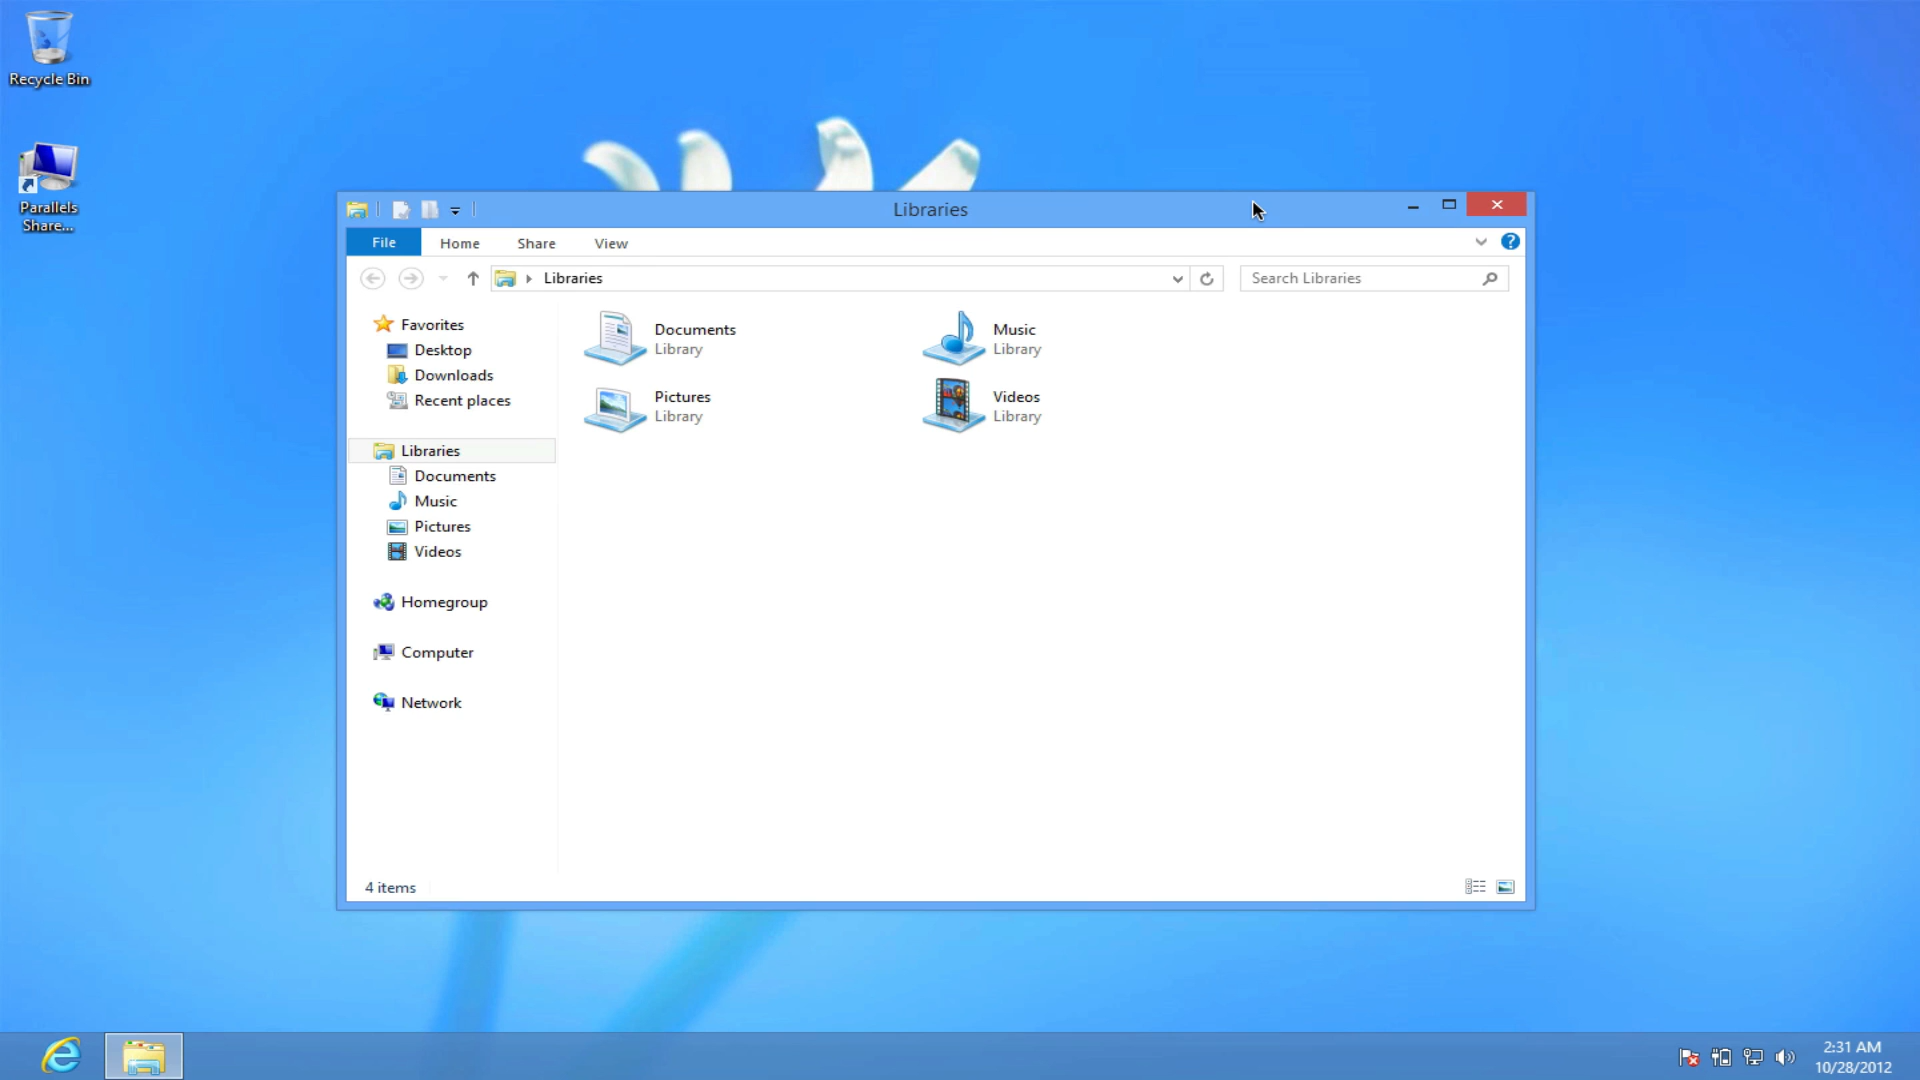 Recycle Bin
Parallels
Share...
Libraries
File Home Share View
Libraries
Search Libraries
Favorites
Desktop
Downloads
Recent places
Libraries
Documents
Music
Pictures
Videos
Homegroup
Computer
Network
Documents
Library
Music
Library
Pictures
Library
Videos
Library
4 items
2:31 AM
10/28/2012